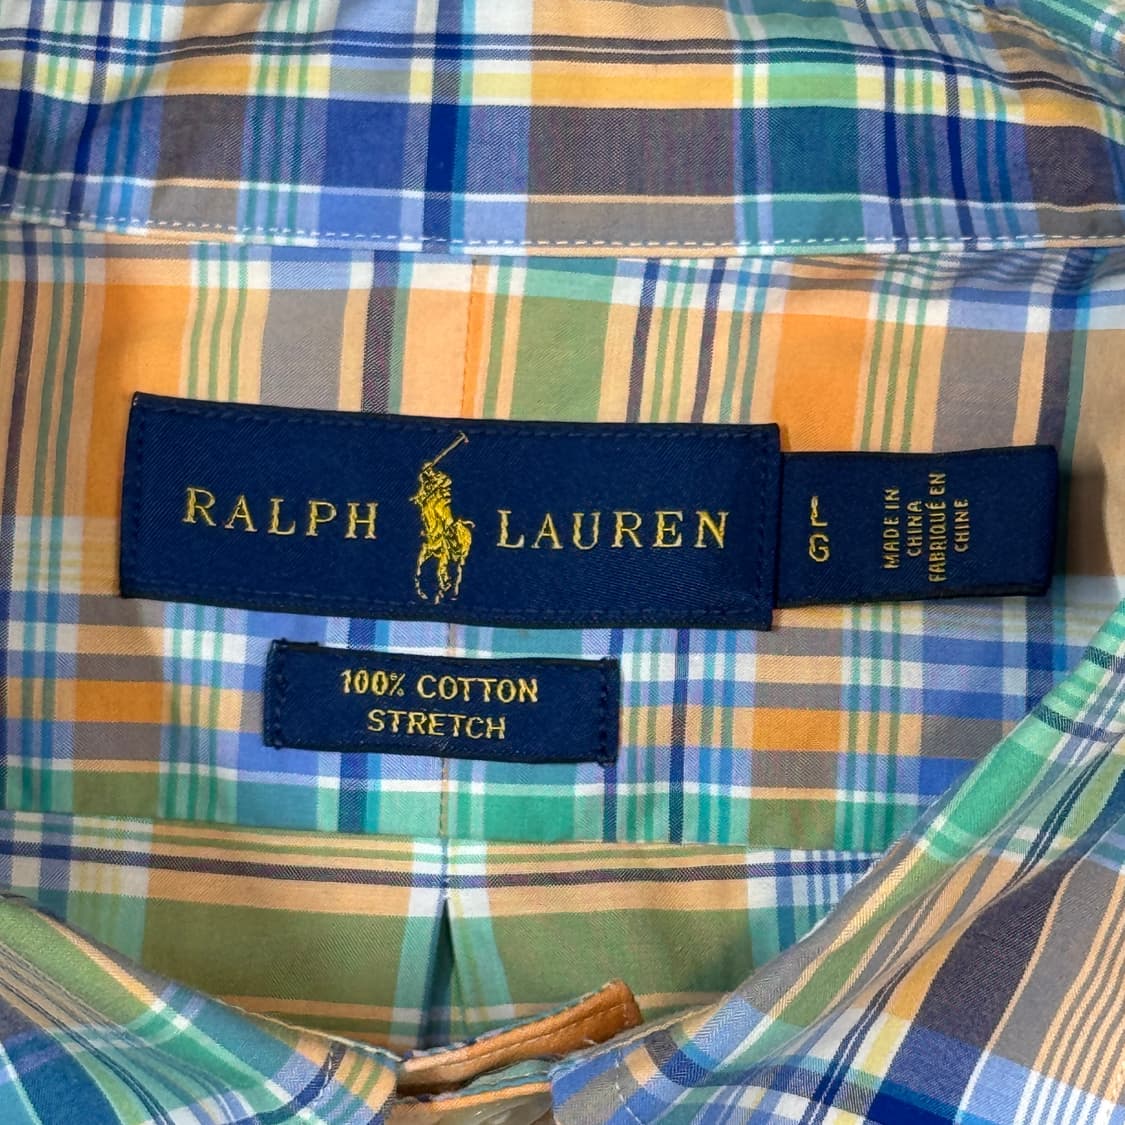 RALPH LAUREN
L
G
MADE IN
CHINA
FABRIQUÉ EN
CHINE
100% COTTON
STRETCH